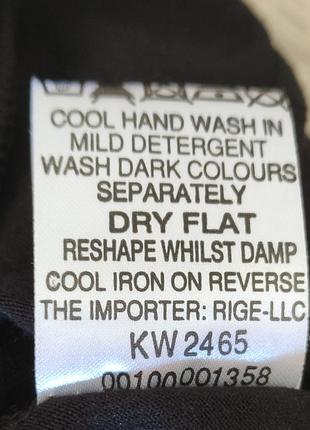 COOL HAND WASH IN
MILD DETERGENT
WASH DARK COLOURS
SEPARATELY
DRY FLAT
RESHAPE WHILST DAMP
COOL IRON ON REVERSE
THE IMPORTER: RIGE-LLC
KW 2465
00100001358